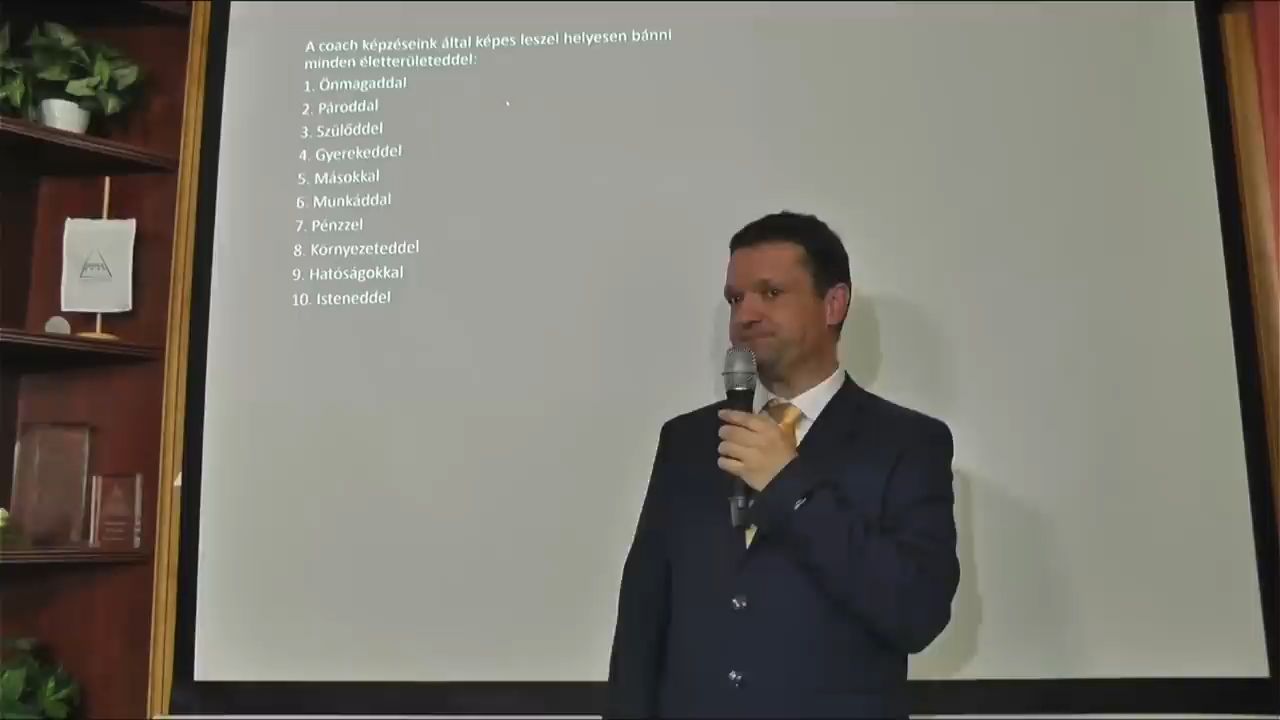 A coach képzéseink által képes leszel helyesen bánni
minden életterületeddel:
1. Önmagaddal
2. Pároddal
3. Szülőddel
4. Gyerekeddel
5. Másokkal
6. Munkáddal
7. Pénzzel
8. Környezeteddel
9. Hatóságokkal
10. Isteneddel